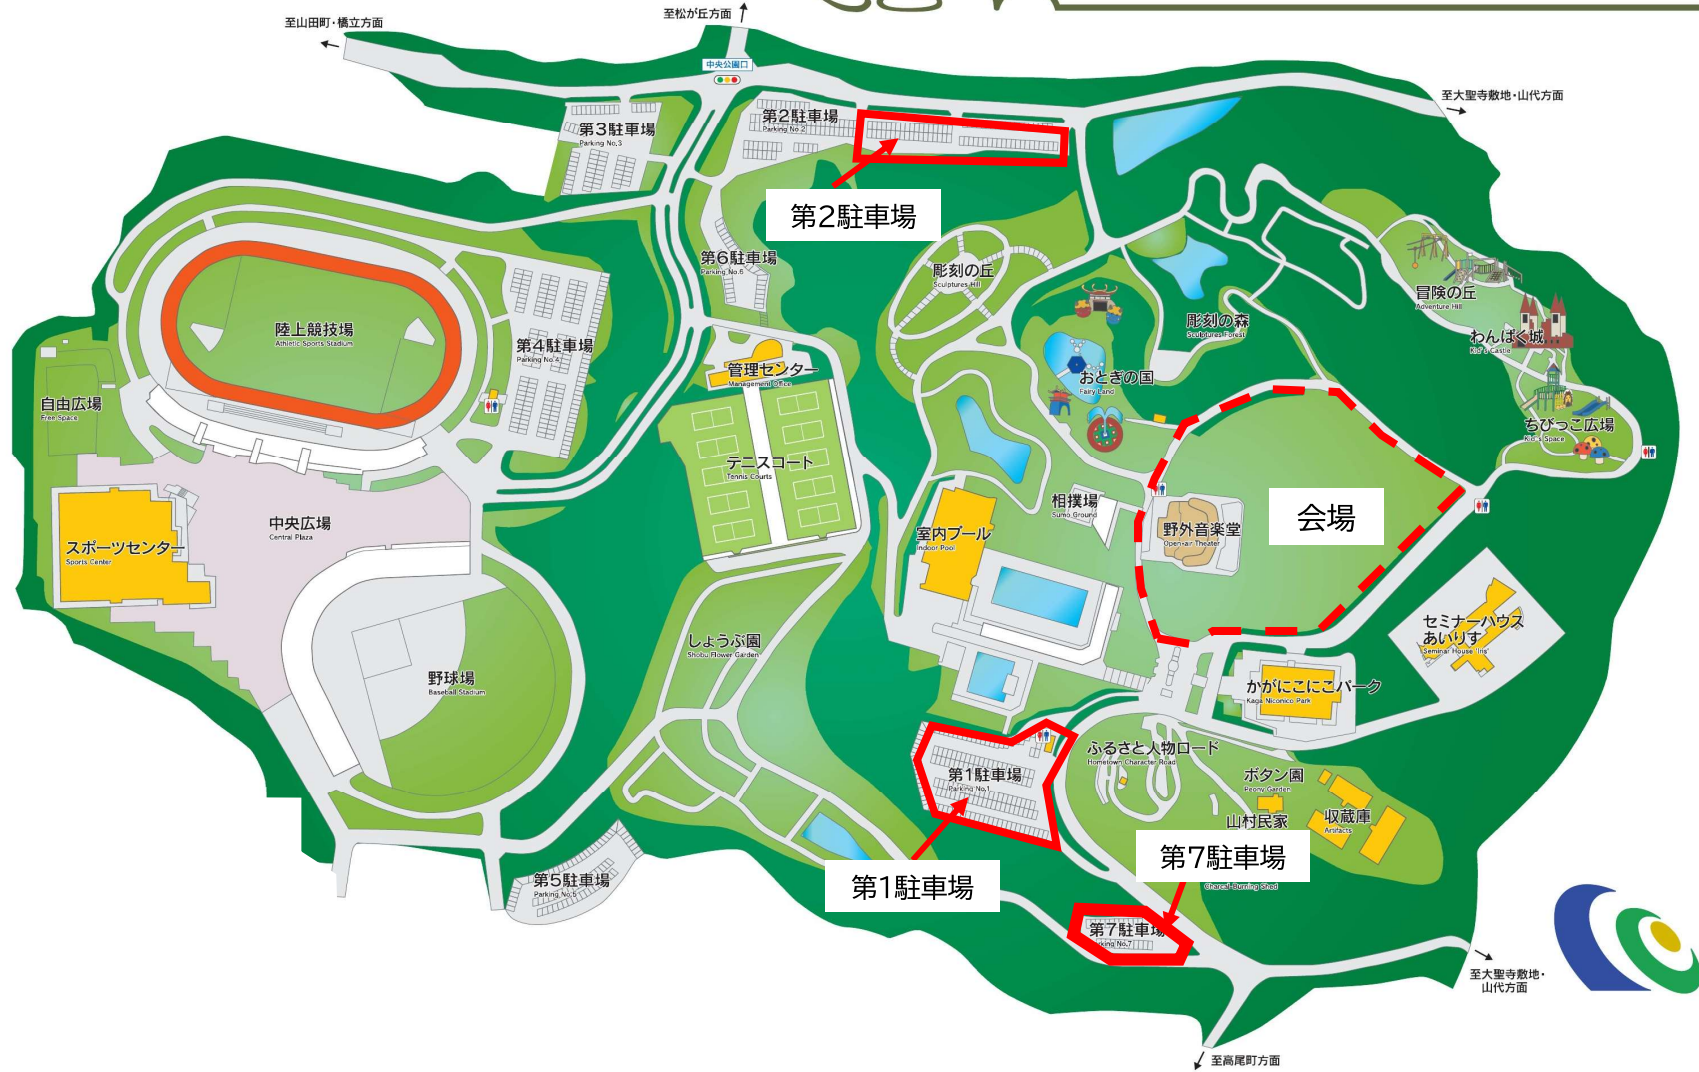 至山田町・橋立方面
至松が丘方面
中央公園口
至大聖寺敷地・山代方面
第3駐車場
Parking No.3
第2駐車場
Parking No.2
第2駐車場
第6駐車場
Parking No.6
彫刻の丘
Sculptures Hill
冒険の丘
Adventure Hill
わんぱく城
Kid's Castle
彫刻の森
Sculptures Forest
陸上競技場
Athletic Sports Stadium
第4駐車場
Parking No.4
管理センター
Management Office
おとぎの国
Fairy Land
自由広場
Free Space
ちびっこ広場
Kid's Space
テニスコート
Tennis Courts
相撲場
Sumo Ground
会場
野外音楽堂
Open-air Theater
中央広場
Central Plaza
室内プール
Indoor Pool
スポーツセンター
Sports Center
セミナーハウス
あいりす
Seminar House 'Iris'
しょうぶ園
Shobu Flower Garden
野球場
Baseball Stadium
かがにこにこパーク
Kaga Niconico Park
ふるさと人物ロード
Hometown Character Road
第1駐車場
Parking No.1
ボタン園
Peony Garden
山村民家
収蔵庫
Artifacts
第7駐車場
Charcal-Burning Shed
第1駐車場
第5駐車場
Parking No.5
第7駐車場
Parking No.7
至大聖寺敷地・
山代方面
至高尾町方面